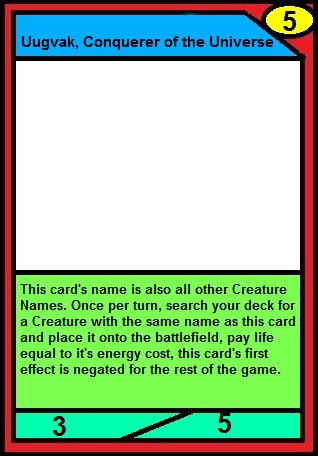 5
Uugvak, Conquerer of the Universe
This card's name is also all other Creature
Names. Once per turn, search your deck for
a Creature with the same name as this card
and place it onto the battlefield, pay life
equal to it's energy cost, this card's first
effect is negated for the rest of the game.
3
5